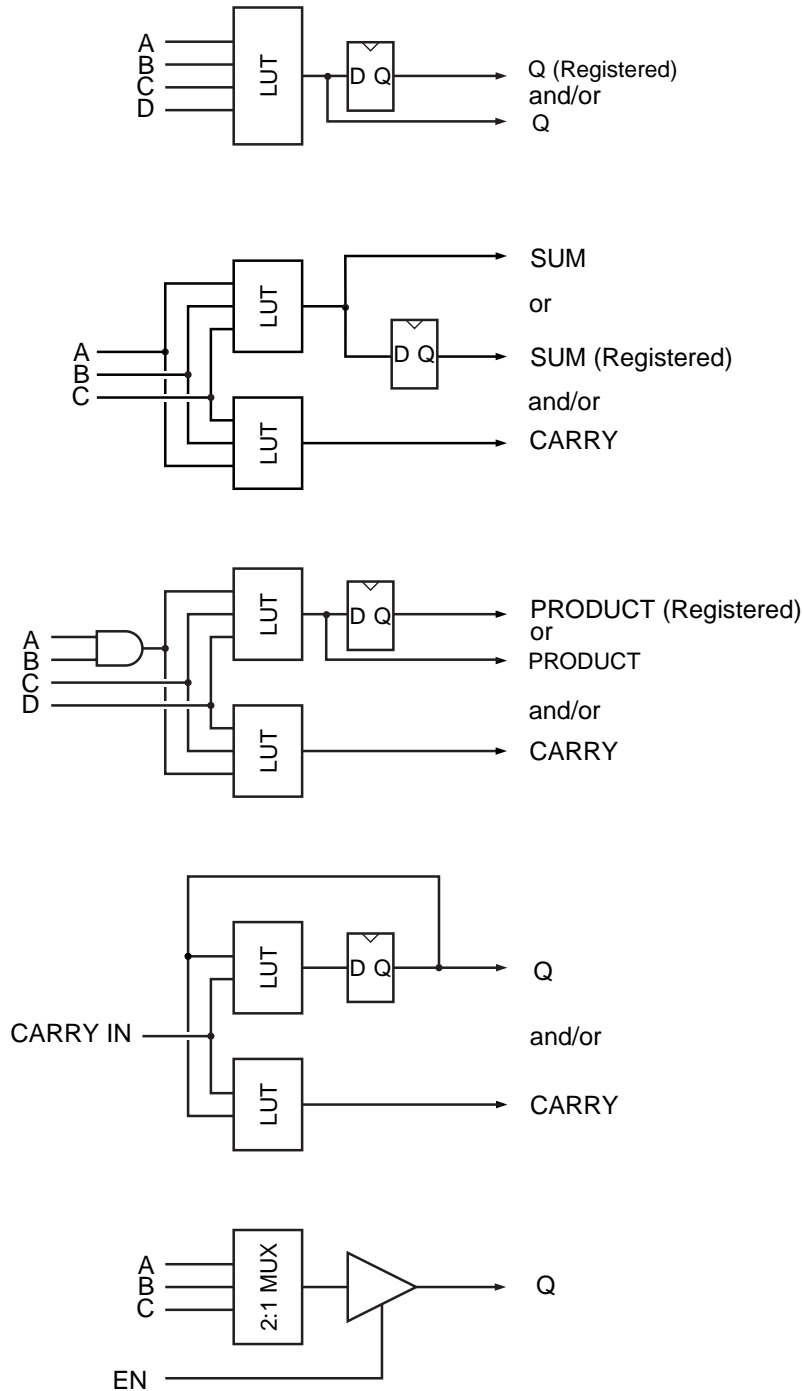 A
B
C
D
LUT
D Q
Q (Registered)
and/or
Q
A
B
C
LUT
LUT
D Q
SUM
or
SUM (Registered)
and/or
CARRY
A
B
C
D
LUT
LUT
D Q
PRODUCT (Registered)
or
PRODUCT
and/or
CARRY
CARRY IN
LUT
LUT
D Q
Q
and/or
CARRY
A
B
C
2:1 MUX
EN
Q